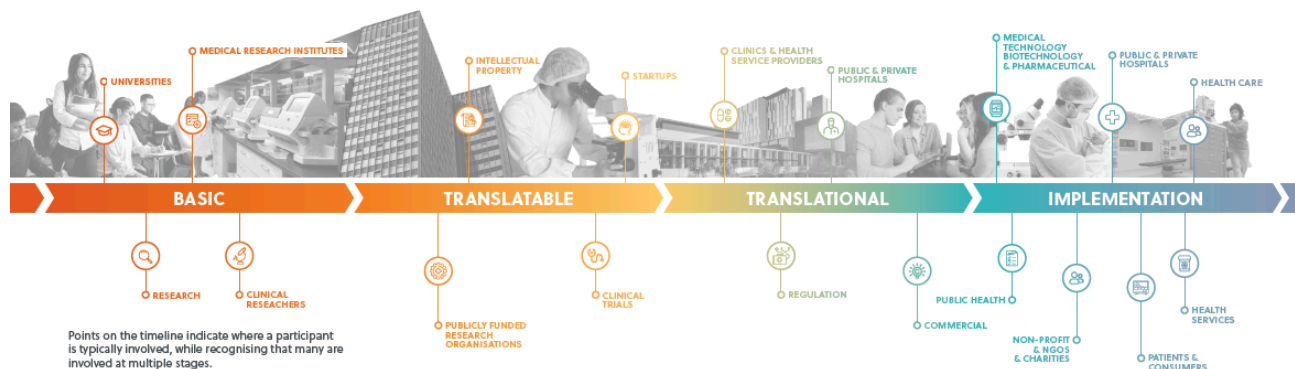 UNIVERSITIES
MEDICAL RESEARCH INSTITUTES
INTELLECTUAL
PROPERTY
STARTUPS
CLINICS & HEALTH
SERVICE PROVIDERS
PUBLIC & PRIVATE
HOSPITALS
MEDICAL
TECHNOLOGY
BIOTECHNOLOGY
& PHARMACEUTICAL
PUBLIC & PRIVATE
HOSPITALS
HEALTH CARE
BASIC
TRANSLATABLE
TRANSLATIONAL
IMPLEMENTATION
RESEARCH
CLINICAL
RESEACHERS
PUBLICLY FUNDED
RESEARCH
ORGANISATIONS
CLINICAL
TRIALS
REGULATION
COMMERCIAL
PUBLIC HEALTH
NON-PROFIT
& NGOS
& CHARITIES
PATIENTS &
CONSUMERS
HEALTH
SERVICES
Points on the timeline indicate where a participant
is typically involved, while recognising that many are
involved at multiple stages.